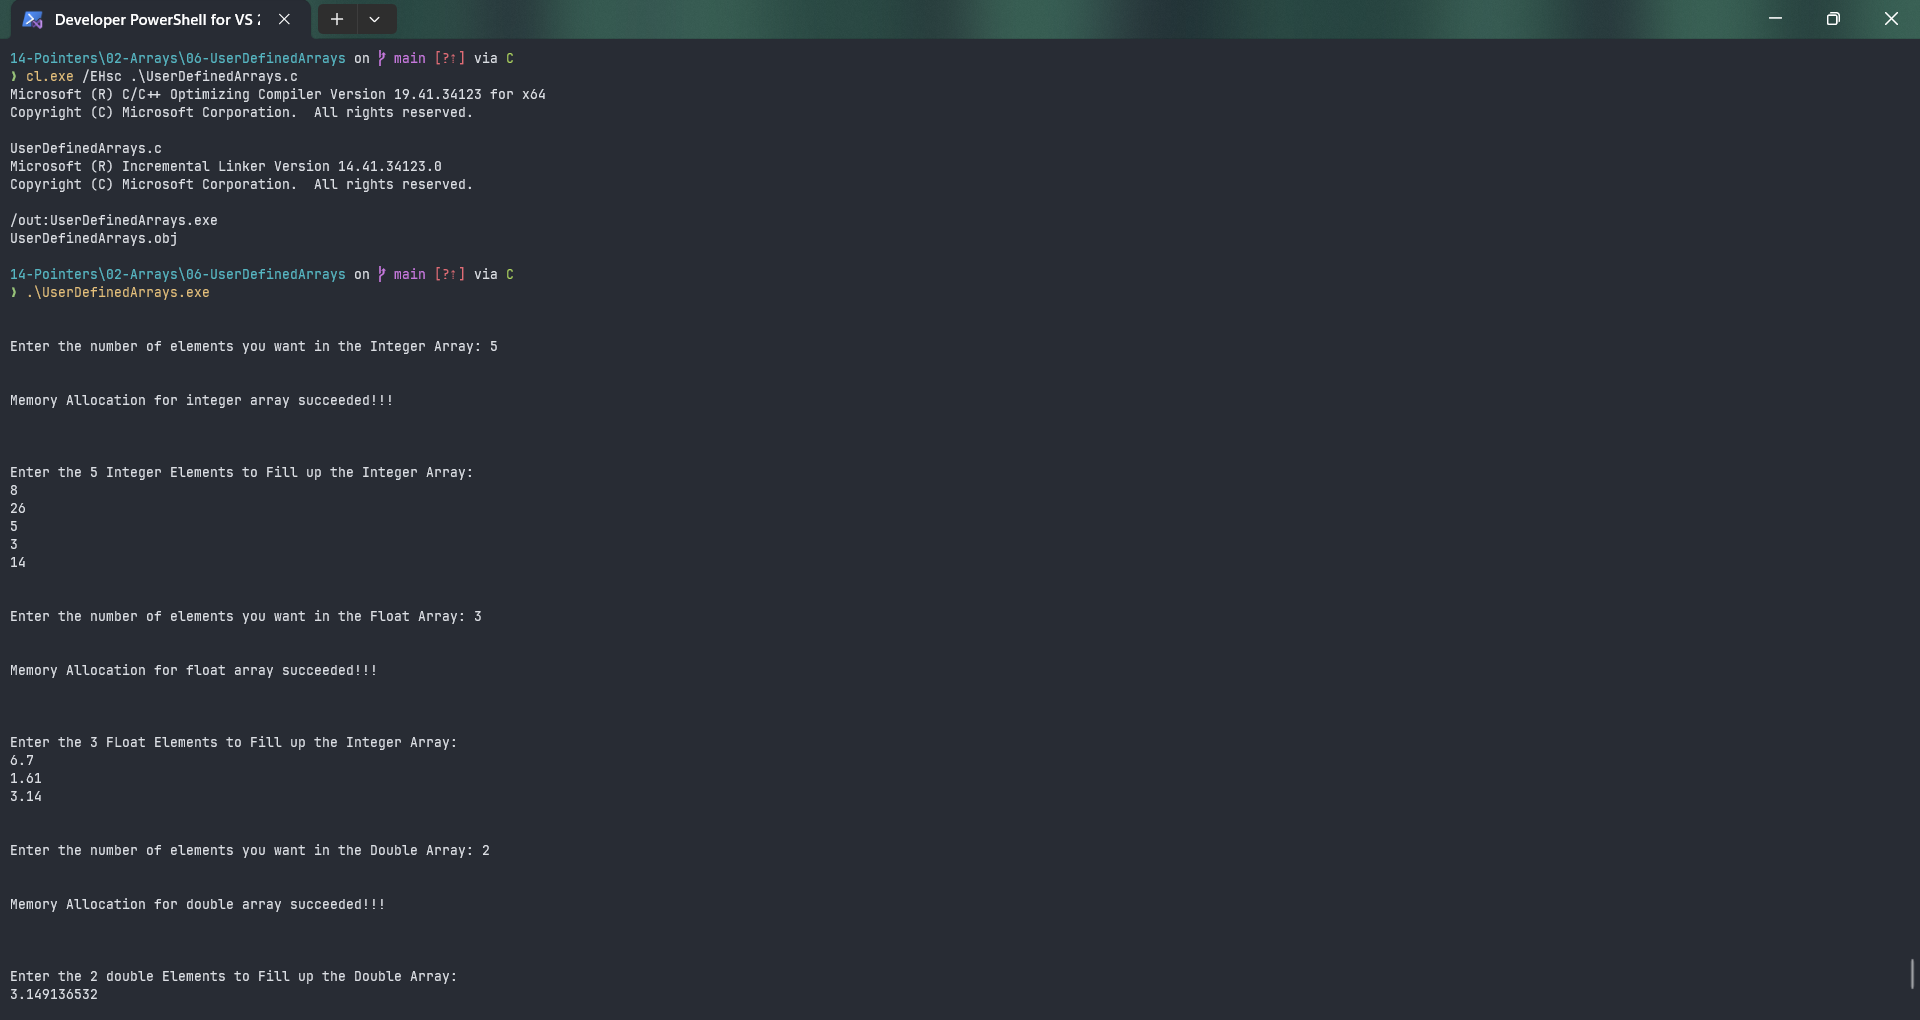 Developer PowerShell for VS 2
14-Pointers\02-Arrays\06-UserDefinedArrays on main [?↑] via C
❯ cl.exe /EHsc .\UserDefinedArrays.c
Microsoft (R) C/C++ Optimizing Compiler Version 19.41.34123 for x64
Copyright (C) Microsoft Corporation.  All rights reserved.
UserDefinedArrays.c
Microsoft (R) Incremental Linker Version 14.41.34123.0
Copyright (C) Microsoft Corporation.  All rights reserved.
/out:UserDefinedArrays.exe
UserDefinedArrays.obj
14-Pointers\02-Arrays\06-UserDefinedArrays on main [?↑] via C
❯ .\UserDefinedArrays.exe
Enter the number of elements you want in the Integer Array: 5
Memory Allocation for integer array succeeded!!!
Enter the 5 Integer Elements to Fill up the Integer Array:
8
26
5
3
14
Enter the number of elements you want in the Float Array: 3
Memory Allocation for float array succeeded!!!
Enter the 3 FLoat Elements to Fill up the Integer Array:
6.7
1.61
3.14
Enter the number of elements you want in the Double Array: 2
Memory Allocation for double array succeeded!!!
Enter the 2 double Elements to Fill up the Double Array:
3.149136532